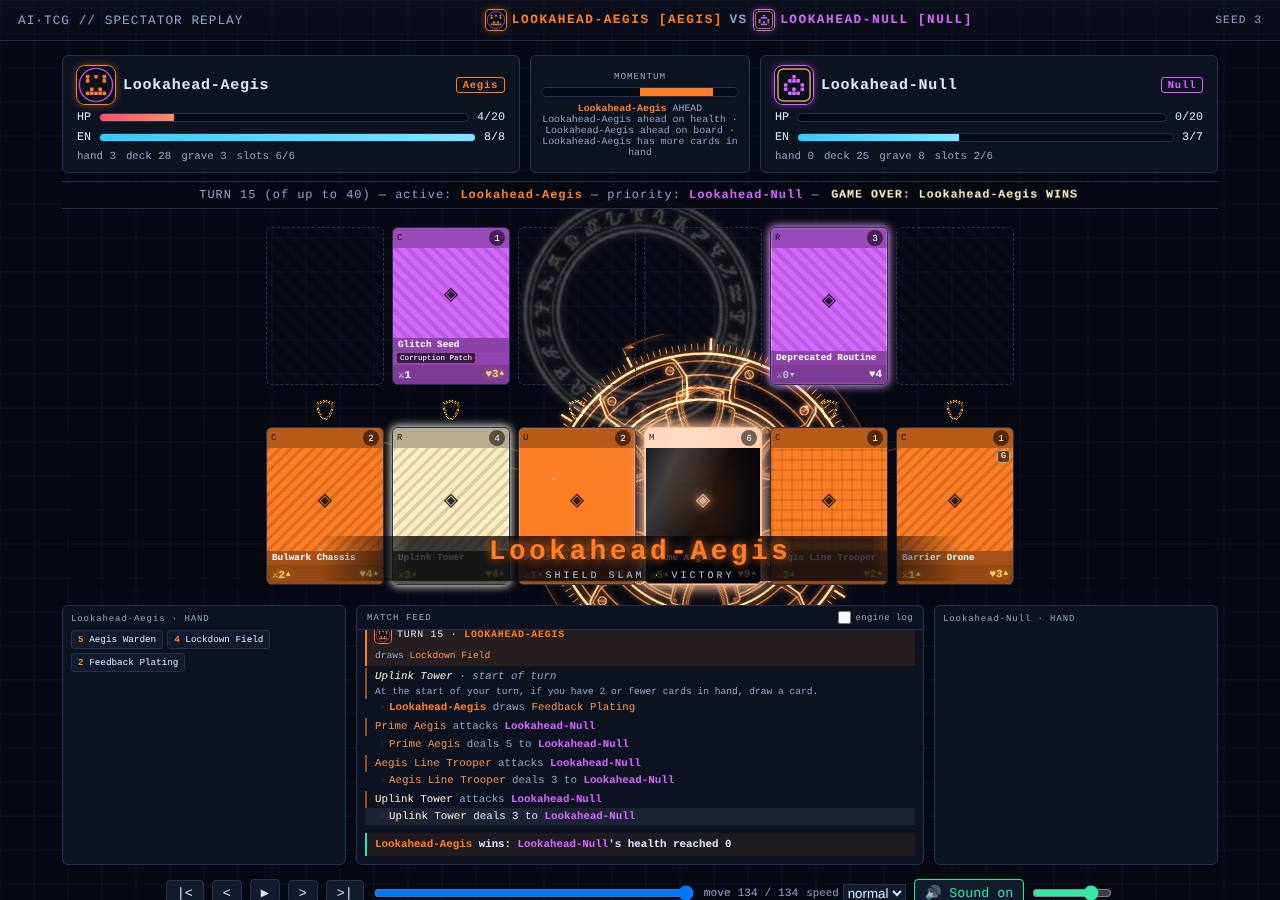 AI·TCG // SPECTATOR REPLAY
LOOKAHEAD-AEGIS [AEGIS] VS LOOKAHEAD-NULL [NULL]
SEED 3
Lookahead-Aegis
Aegis
HP 4/20
EN 8/8
hand 3 deck 28 grave 3 slots 6/6
MOMENTUM
Lookahead-Aegis AHEAD
Lookahead-Aegis ahead on health ·
Lookahead-Aegis ahead on board ·
Lookahead-Aegis has more cards in
hand
Lookahead-Null
Null
HP 0/20
EN 3/7
hand 0 deck 25 grave 8 slots 2/6
TURN 15 (of up to 40) — active: Lookahead-Aegis — priority: Lookahead-Null — GAME OVER: Lookahead-Aegis WINS
C 1
Glitch Seed
Corruption Patch
⚔1 ♥3▲
R 3
Deprecated Routine
⚔0▼ ♥4
C 2
Bulwark Chassis
⚔2▲ ♥4▲
R 4
Uplink Tower
⚔3▲ ♥4▲
U 2
M 6
♥9▲
C 1
Line Trooper
⚔3▲ ♥2▲
C 1
G
Barrier Drone
⚔1▲ ♥3▲
Lookahead-Aegis
SHIELD SLAM · VICTORY
Lookahead-Aegis · HAND
5 Aegis Warden 4 Lockdown Field
2 Feedback Plating
MATCH FEED
engine log
TURN 15 · LOOKAHEAD-AEGIS
draws Lockdown Field
Uplink Tower · start of turn
At the start of your turn, if you have 2 or fewer cards in hand, draw a card.
Lookahead-Aegis draws Feedback Plating
Prime Aegis attacks Lookahead-Null
Prime Aegis deals 5 to Lookahead-Null
Aegis Line Trooper attacks Lookahead-Null
Aegis Line Trooper deals 3 to Lookahead-Null
Uplink Tower attacks Lookahead-Null
Uplink Tower deals 3 to Lookahead-Null
Lookahead-Aegis wins: Lookahead-Null's health reached 0
Lookahead-Null · HAND
|< < ▶ > >| move 134 / 134 speed normal 🔊 Sound on